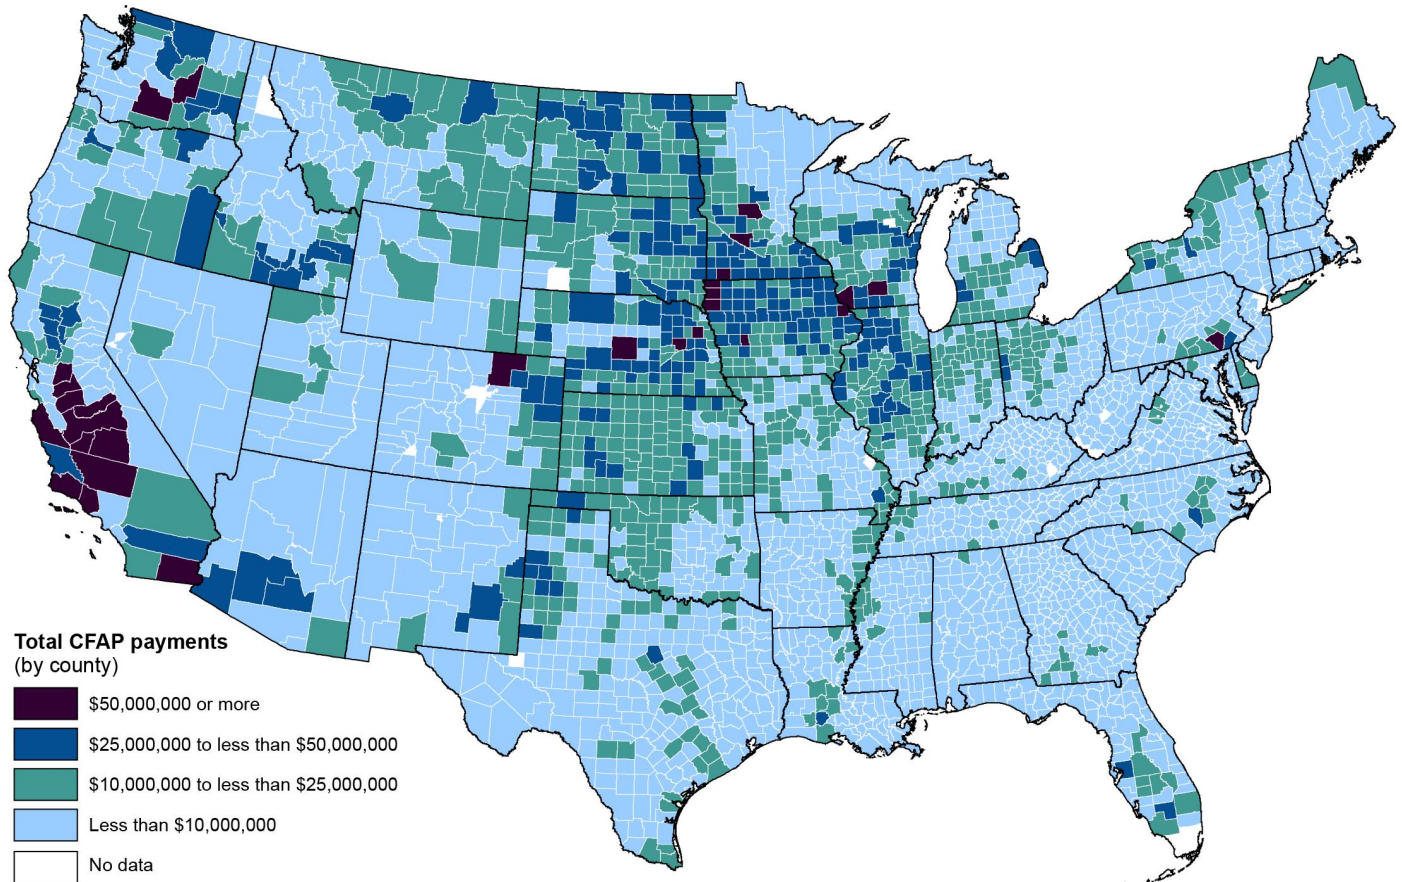 Total CFAP payments
(by county)
$50,000,000 or more
$25,000,000 to less than $50,000,000
$10,000,000 to less than $25,000,000
Less than $10,000,000
No data